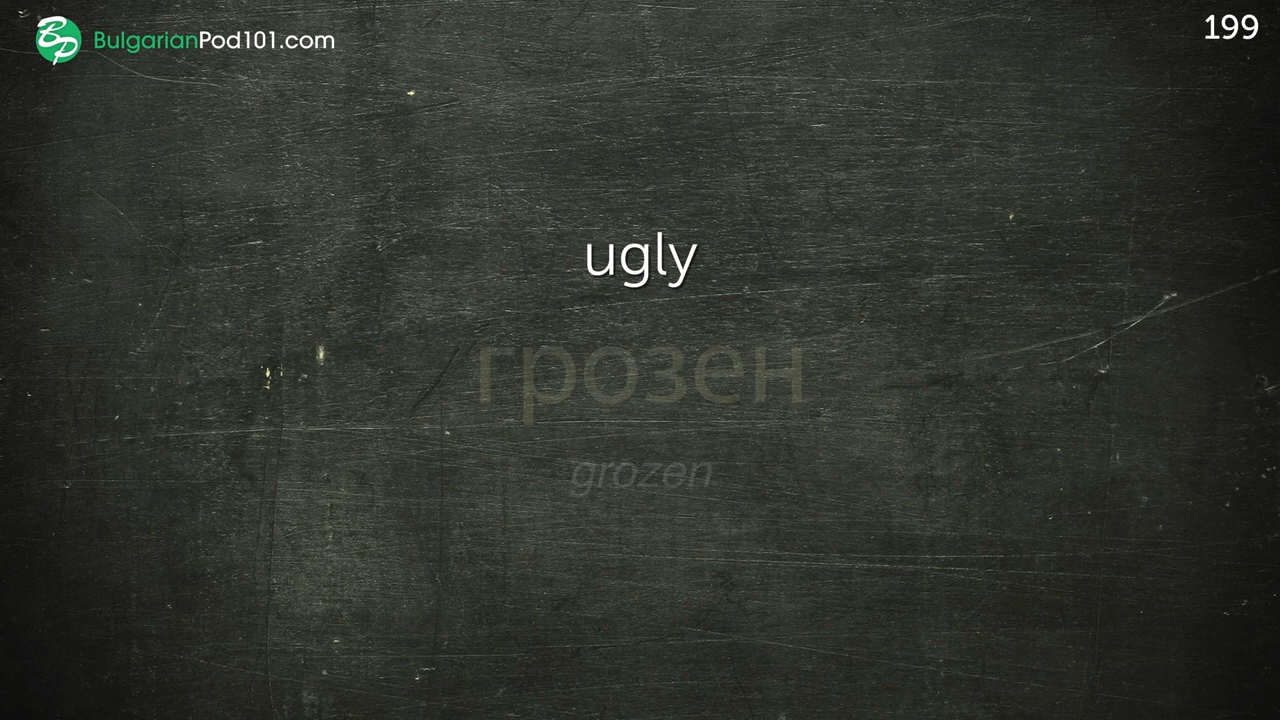 BulgarianPod101.com
199
ugly
грозен
grozen